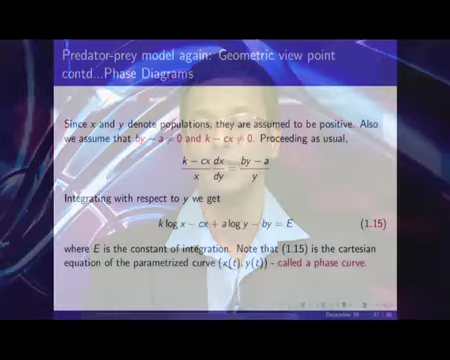 Predator-prey model again: Geometric view point
contd...Phase Diagrams
Since x and y denote populations, they are assumed to be positive. Also
we assume that by − a ≠ 0 and k − cx ≠ 0. Proceeding as usual,
(k − cx)/x dx/dy = (by − a)/y
Integrating with respect to y we get
k log x − cx + a log y − by = E (1.15)
where E is the constant of integration. Note that (1.15) is the cartesian
equation of the parametrized curve (x(t), y(t)) - called a phase curve.
December 19